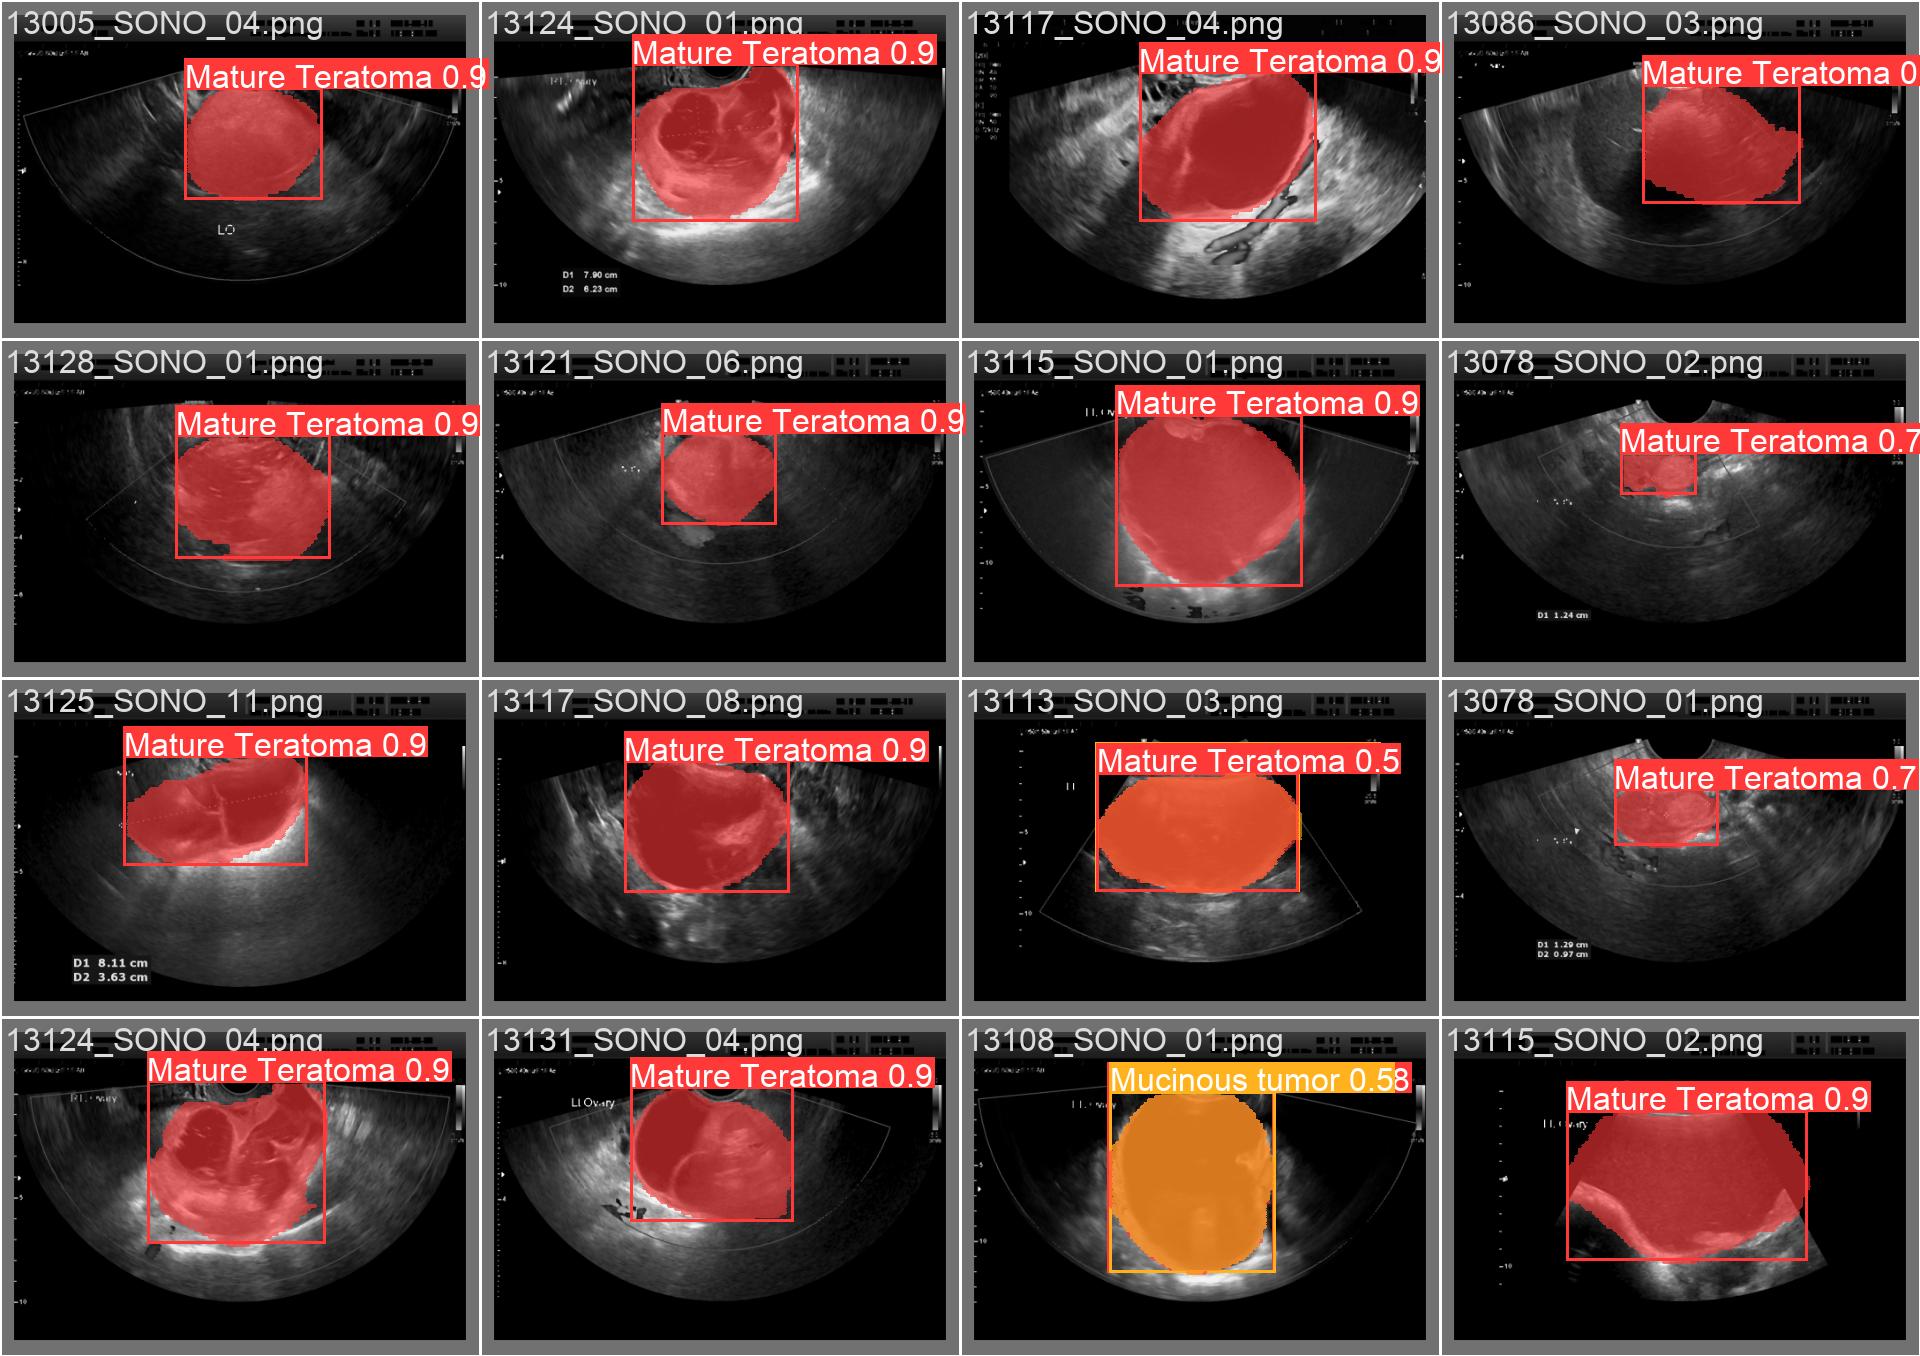 13005_SONO_04.png
Mature Teratoma 0.9
LO
13124_SONO_01.png
Mature Teratoma 0.9
D1 7.90 cm
D2 6.23 cm
13117_SONO_04.png
Mature Teratoma 0.9
13086_SONO_03.png
Mature Teratoma 0
13128_SONO_01.png
Mature Teratoma 0.9
13121_SONO_06.png
Mature Teratoma 0.9
13115_SONO_01.png
Mature Teratoma 0.9
13078_SONO_02.png
Mature Teratoma 0.7
D1 1.24 cm
13125_SONO_11.png
Mature Teratoma 0.9
D1 8.11 cm
D2 3.63 cm
13117_SONO_08.png
Mature Teratoma 0.9
13113_SONO_03.png
Mature Teratoma 0.5
13078_SONO_01.png
Mature Teratoma 0.7
D1 1.29 cm
D2 0.97 cm
13124_SONO_04.png
Mature Teratoma 0.9
13131_SONO_04.png
Mature Teratoma 0.9
Lt Ovary
13108_SONO_01.png
Mucinous tumor 0.58
13115_SONO_02.png
Mature Teratoma 0.9